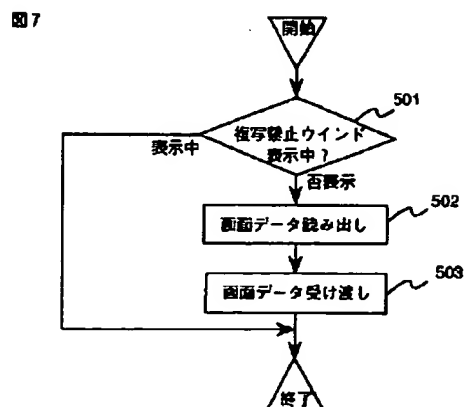 図7
開始
501
複写禁止ウインド
表示中?
表示中
否表示
502
画面データ読み出し
503
画面データ受け渡し
終了